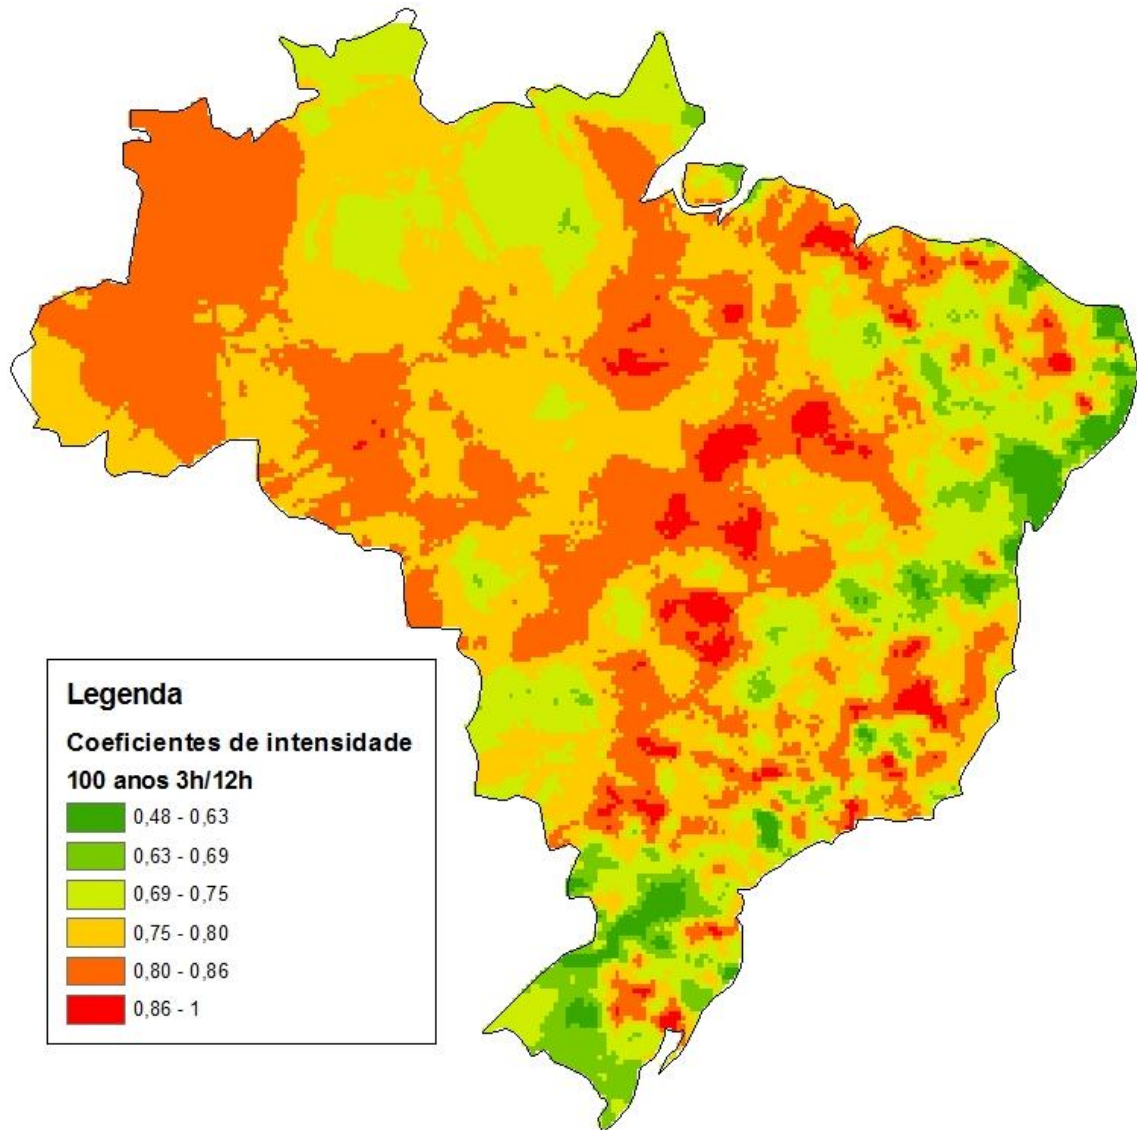 Legenda
Coeficientes de intensidade
100 anos 3h/12h
0,48 - 0,63
0,63 - 0,69
0,69 - 0,75
0,75 - 0,80
0,80 - 0,86
0,86 - 1